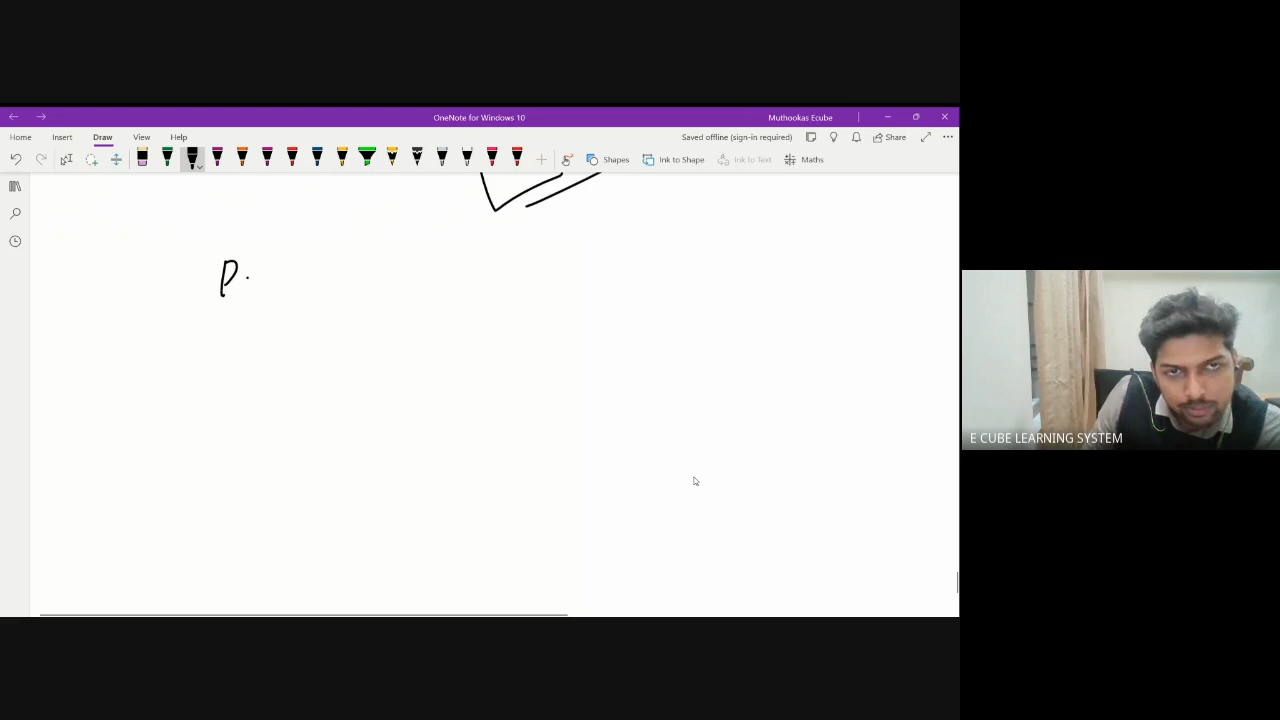 OneNote for Windows 10
Muthookas Ecube
Home Insert Draw View Help
Saved offline (sign-in required)
Share
Shapes
Ink to Shape
Ink to Text
Maths
P.
E CUBE LEARNING SYSTEM